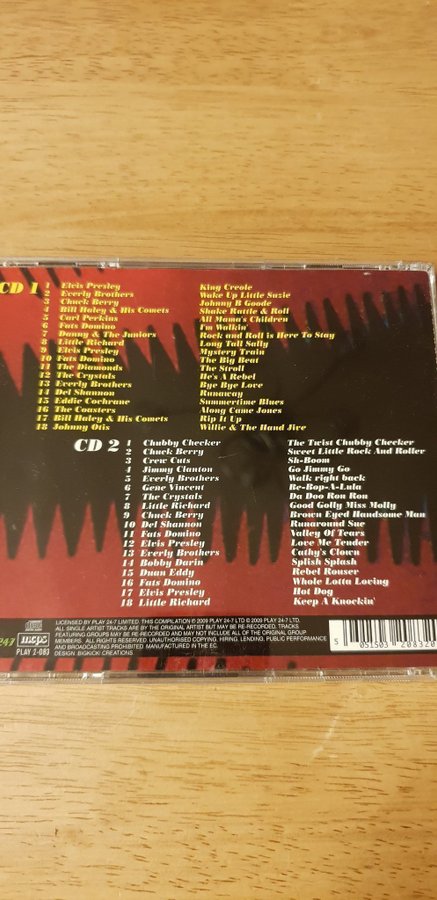 CD 1
1 Elvis Presley King Creole
2 Everly Brothers Wake Up Little Suzie
3 Chuck Berry Johnny B Goode
4 Bill Haley & His Comets Shake Rattle & Roll
5 Carl Perkins All Mama's Children
6 Fats Domino I'm Walkin'
7 Danny & The Juniors Rock and Roll is Here To Stay
8 Little Richard Long Tall Sally
9 Elvis Presley Mystery Train
10 Fats Domino The Big Beat
11 The Diamonds The Stroll
12 The Crystals He's A Rebel
13 Everly Brothers Bye Bye Love
14 Del Shannon Runaway
15 Eddie Cochrane Summertime Blues
16 The Coasters Along Came Jones
17 Bill Haley & His Comets Rip It Up
18 Johnny Otis Willie & The Hand Jive
CD 2
1 Chubby Checker The Twist Chubby Checker
2 Chuck Berry Sweet Little Rock And Roller
3 Crew Cuts Sh-Boom
4 Jimmy Clanton Go Jimmy Go
5 Everly Brothers Walk right back
6 Gene Vincent Be-Bop-A-Lula
7 The Crystals Da Doo Ron Ron
8 Little Richard Good Golly Miss Molly
9 Chuck Berry Brown Eyed Handsome Man
10 Del Shannon Runaround Sue
11 Fats Domino Valley Of Tears
12 Elvis Presley Love Me Tender
13 Everly Brothers Cathy's Clown
14 Bobby Darin Splish Splash
15 Duan Eddy Rebel Rouser
16 Fats Domino Whole Lotta Loving
17 Elvis Presley Hot Dog
18 Little Richard Keep A Knockin'
247
mcps
PLAY 2-083
LICENSED BY PLAY 24-7 LIMITED. THIS COMPILATION ℗ 2009 PLAY 24-7 LTD © 2009 PLAY 24-7 LTD.
ALL SINGLE ARTIST TRACKS ARE BY THE ORIGINAL ARTIST BUT MAY BE RE-RECORDED. TRACKS
FEATURING GROUPS MAY BE RE-RECORDED AND MAY NOT INCLUDE ALL OF THE ORIGINAL GROUP
MEMBERS. ALL RIGHTS RESERVED. UNAUTHORISED COPYING, HIRING, LENDING, PUBLIC PERFORMANCE
AND BROADCASTING PROHIBITED. MANUFACTURED IN THE EC.
DESIGN: BIGKICK! CREATIONS
5 051503 208320